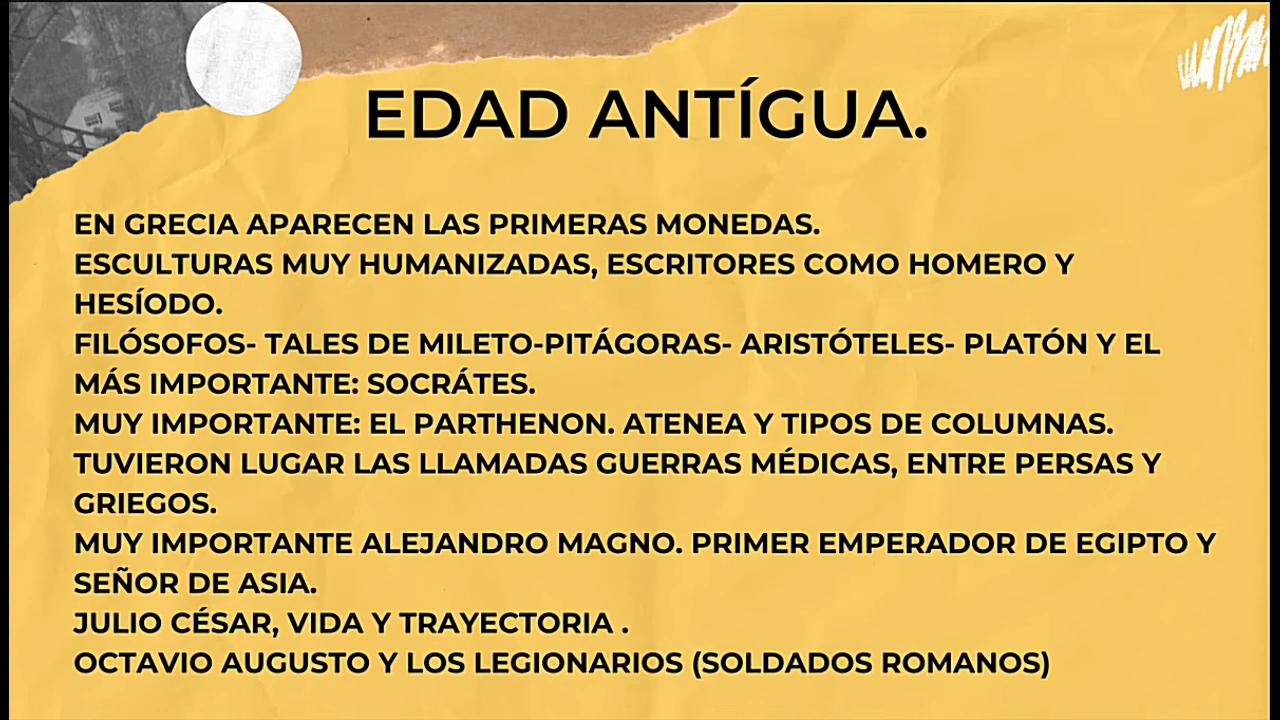 EDAD ANTÍGUA.
EN GRECIA APARECEN LAS PRIMERAS MONEDAS.
ESCULTURAS MUY HUMANIZADAS, ESCRITORES COMO HOMERO Y
HESÍODO.
FILÓSOFOS- TALES DE MILETO-PITÁGORAS- ARISTÓTELES- PLATÓN Y EL
MÁS IMPORTANTE: SOCRÁTES.
MUY IMPORTANTE: EL PARTHENON. ATENEA Y TIPOS DE COLUMNAS.
TUVIERON LUGAR LAS LLAMADAS GUERRAS MÉDICAS, ENTRE PERSAS Y
GRIEGOS.
MUY IMPORTANTE ALEJANDRO MAGNO. PRIMER EMPERADOR DE EGIPTO Y
SEÑOR DE ASIA.
JULIO CÉSAR, VIDA Y TRAYECTORIA .
OCTAVIO AUGUSTO Y LOS LEGIONARIOS (SOLDADOS ROMANOS)